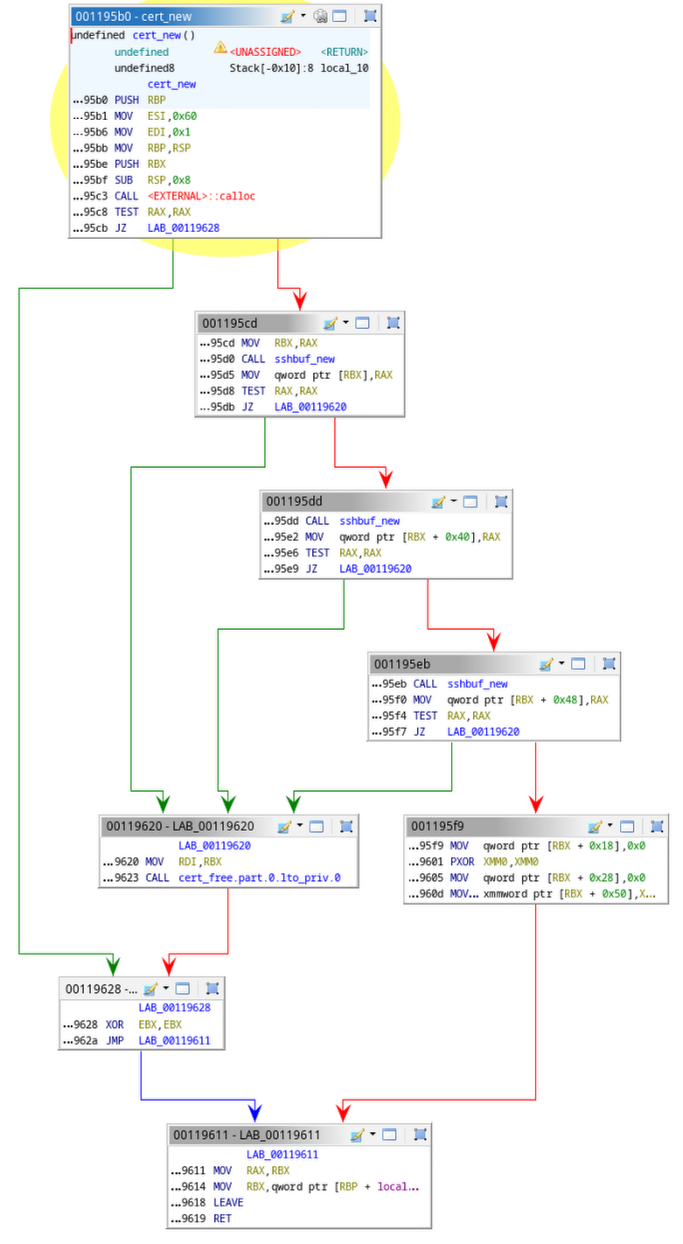 001195b0 - cert_new
undefined cert_new()
undefined <UNASSIGNED> <RETURN>
undefined8 Stack[-0x10]:8 local_10
cert_new
...95b0 PUSH RBP
...95b1 MOV ESI,0x60
...95b6 MOV EDI,0x1
...95bb MOV RBP,RSP
...95be PUSH RBX
...95bf SUB RSP,0x8
...95c3 CALL <EXTERNAL>::calloc
...95c8 TEST RAX,RAX
...95cb JZ LAB_00119628
001195cd
...95cd MOV RBX,RAX
...95d0 CALL sshbuf_new
...95d5 MOV qword ptr [RBX],RAX
...95d8 TEST RAX,RAX
...95db JZ LAB_00119620
001195dd
...95dd CALL sshbuf_new
...95e2 MOV qword ptr [RBX + 0x40],RAX
...95e6 TEST RAX,RAX
...95e9 JZ LAB_00119620
001195eb
...95eb CALL sshbuf_new
...95f0 MOV qword ptr [RBX + 0x48],RAX
...95f4 TEST RAX,RAX
...95f7 JZ LAB_00119620
00119620 - LAB_00119620
LAB_00119620
...9620 MOV RDI,RBX
...9623 CALL cert_free.part.0.lto_priv.0
001195f9
...95f9 MOV qword ptr [RBX + 0x18],0x0
...9601 PXOR XMM0,XMM0
...9605 MOV qword ptr [RBX + 0x28],0x0
...960d MOV... xmmword ptr [RBX + 0x50],X...
00119628 -...
LAB_00119628
...9628 XOR EBX,EBX
...962a JMP LAB_00119611
00119611 - LAB_00119611
LAB_00119611
...9611 MOV RAX,RBX
...9614 MOV RBX,qword ptr [RBP + local...
...9618 LEAVE
...9619 RET